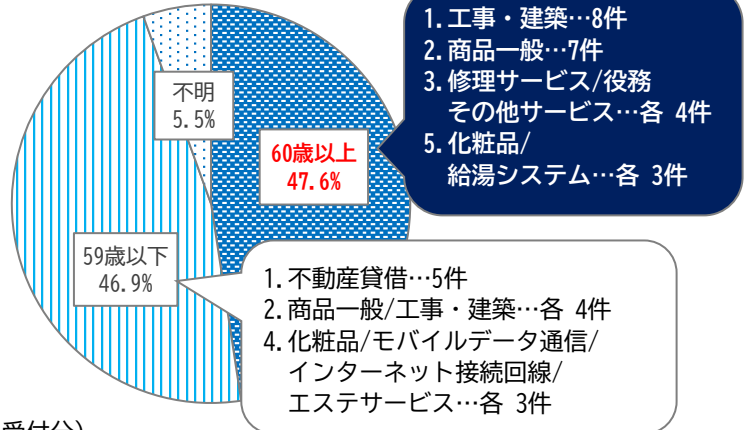 不明
5.5%
60歳以上
47.6%
1.工事・建築…8件
2.商品一般…7件
3.修理サービス/役務
その他サービス…各 4件
5.化粧品/
給湯システム…各 3件
59歳以下
46.9%
1.不動産貸借…5件
2.商品一般/工事・建築…各 4件
4.化粧品/モバイルデータ通信/
インターネット接続回線/
エステサービス…各 3件
受付分)